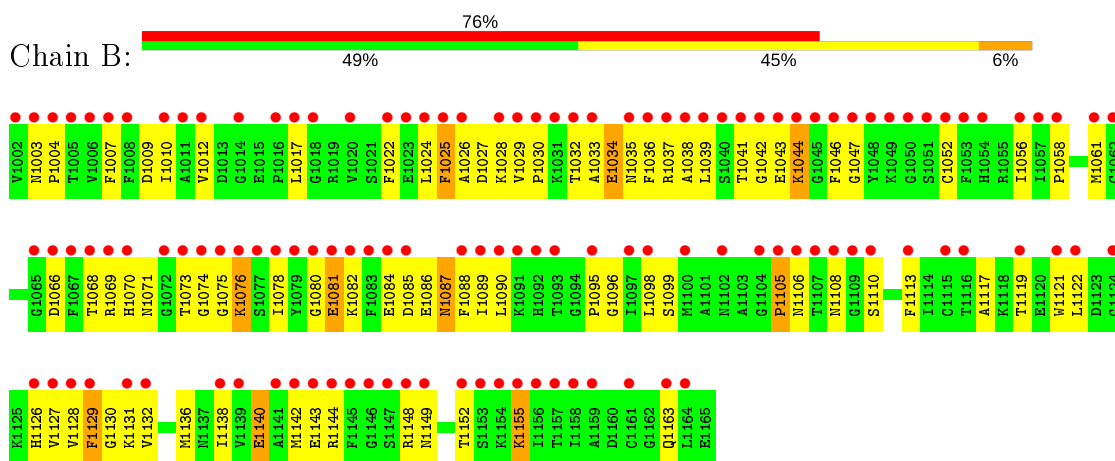 76%
Chain B:
49% 45% 6%
V1002 N1003 P1004 T1005 V1006 F1007 F1008 D1009 I1010 A1011 V1012 D1013 G1014 E1015 P1016 L1017 G1018 R1019 V1020 S1021 F1022 E1023 L1024 F1025 A1026 D1027 K1028 V1029 P1030 K1031 T1032 A1033 E1034 N1035 F1036 R1037 A1038 L1039 S1040 T1041 G1042 E1043 K1044 G1045 F1046 G1047 Y1048 K1049 G1050 S1051 C1052 F1053 H1054 R1055 I1056 I1057 P1058 M1061
G1065 D1066 F1067 T1068 R1069 H1070 N1071 G1072 T1073 G1074 G1075 K1076 S1077 I1078 Y1079 G1080 E1081 K1082 F1083 E1084 D1085 E1086 N1087 F1088 I1089 L1090 K1091 H1092 T1093 G1094 P1095 G1096 I1097 L1098 S1099 M1100 A1101 N1102 A1103 G1104 P1105 N1106 T1107 N1108 G1109 S1110 F1113 I1114 C1115 T1116 A1117 K1118 T1119 E1120 W1121 L1122 D1123
K1125 H1126 V1127 V1128 F1129 G1130 K1131 V1132 M1136 N1137 I1138 V1139 E1140 A1141 M1142 E1143 R1144 F1145 G1146 S1147 R1148 N1149 T1152 S1153 K1154 K1155 I1156 T1157 I1158 A1159 D1160 C1161 G1162 Q1163 L1164 E1165